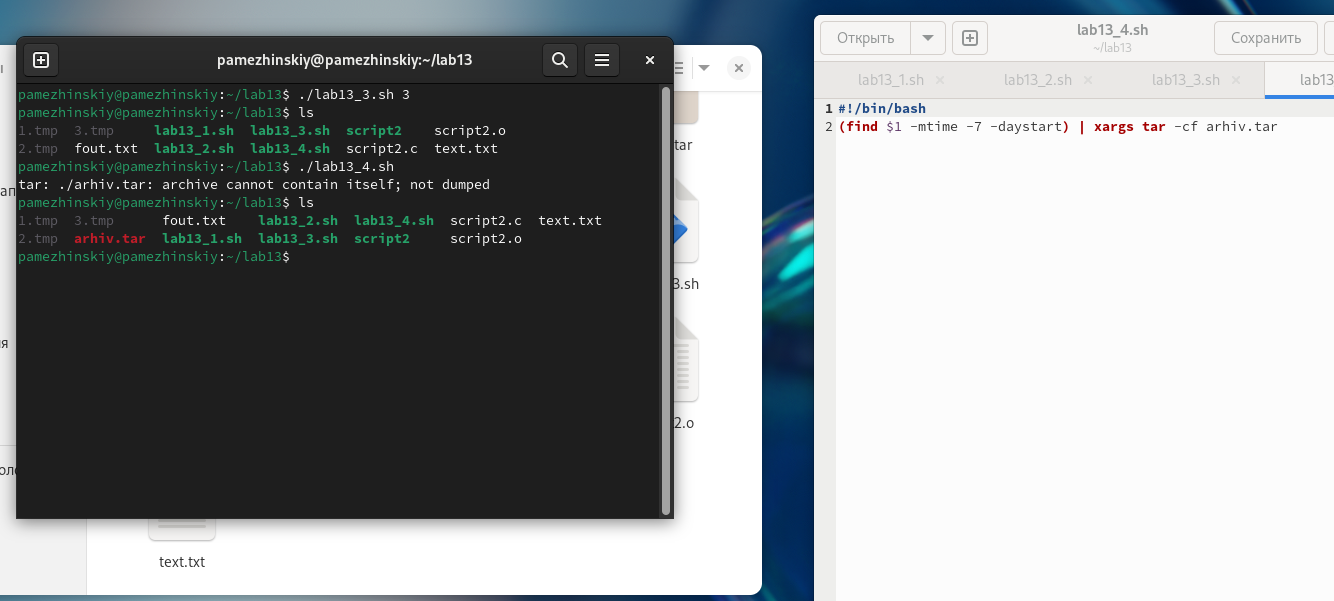 pamezhinskiy@pamezhinskiy:~/lab13
pamezhinskiy@pamezhinskiy:~/lab13$ ./lab13_3.sh 3
pamezhinskiy@pamezhinskiy:~/lab13$ ls
1.tmp 3.tmp lab13_1.sh lab13_3.sh script2 script2.o
2.tmp fout.txt lab13_2.sh lab13_4.sh script2.c text.txt
pamezhinskiy@pamezhinskiy:~/lab13$ ./lab13_4.sh
tar: ./arhiv.tar: archive cannot contain itself; not dumped
pamezhinskiy@pamezhinskiy:~/lab13$ ls
1.tmp 3.tmp fout.txt lab13_2.sh lab13_4.sh script2.c text.txt
2.tmp arhiv.tar lab13_1.sh lab13_3.sh script2 script2.o
pamezhinskiy@pamezhinskiy:~/lab13$
tar
3.sh
2.o
text.txt
Открыть
lab13_4.sh
~/lab13
Сохранить
lab13_1.sh lab13_2.sh lab13_3.sh lab13
1 #!/bin/bash
2 (find $1 -mtime -7 -daystart) | xargs tar -cf arhiv.tar